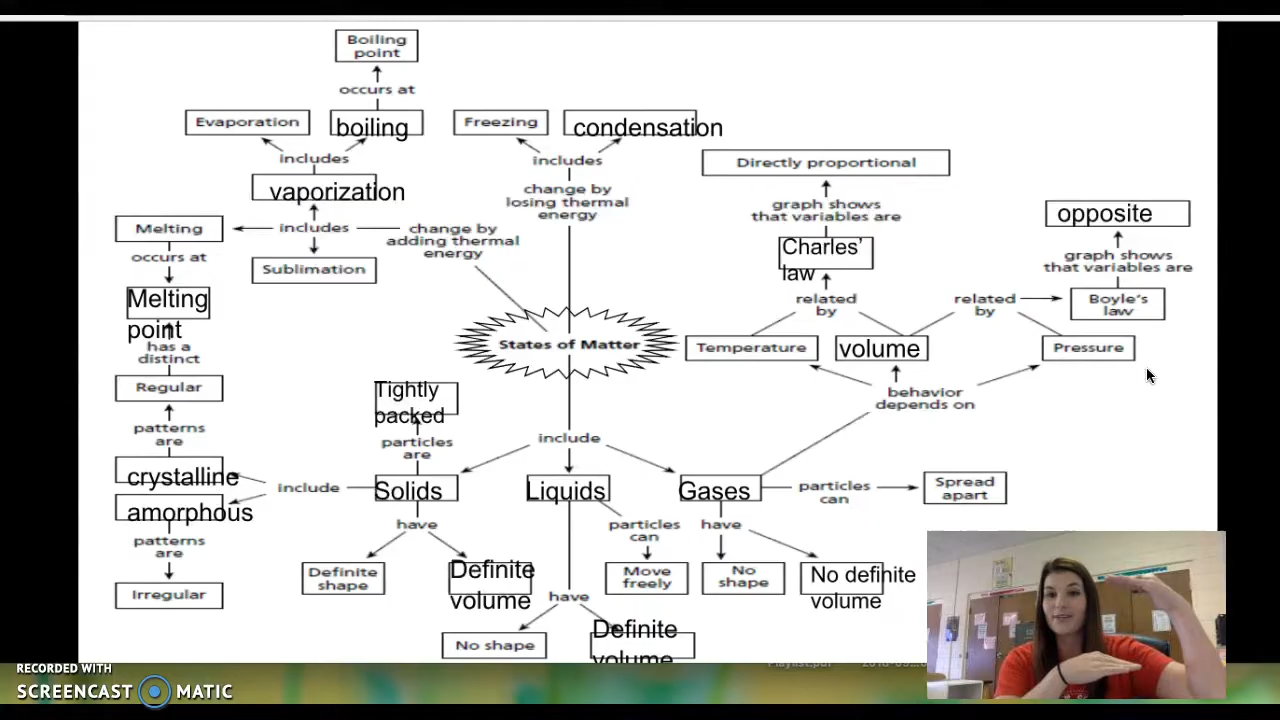 Boiling
point
occurs at
Evaporation
boiling
Freezing
condensation
includes
includes
Directly proportional
vaporization
change by
losing thermal
energy
graph shows
that variables are
opposite
Melting
includes
change by
adding thermal
energy
Charles’
law
graph shows
that variables are
occurs at
Sublimation
Melting
point
related
by
related
by
Boyle's
law
has a
distinct
States of Matter
Temperature
volume
Pressure
Regular
Tightly
packed
behavior
depends on
patterns
are
particles
are
include
crystalline
include
Solids
Liquids
Gases
particles
can
Spread
apart
amorphous
have
particles
can
have
patterns
are
Definite
shape
Definite
volume
Move
freely
No
shape
No definite
volume
Irregular
have
No shape
Definite
volume
RECORDED WITH
SCREENCAST MATIC